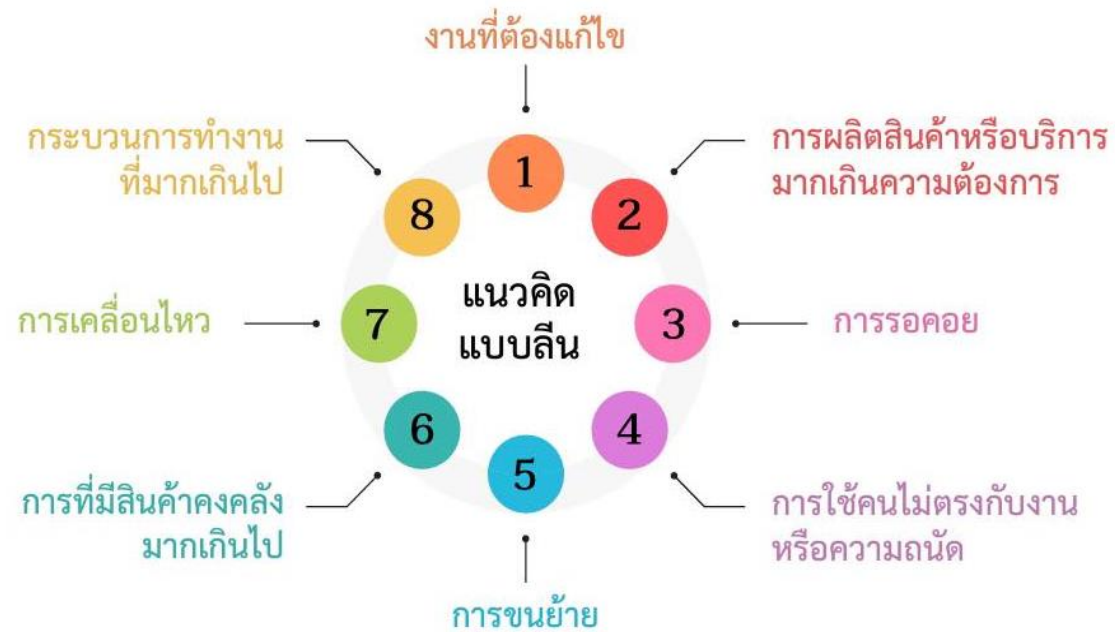 งานที่ต้องแก้ไข
1
การผลิตสินค้าหรือบริการ
มากเกินความต้องการ
2
การรอคอย
3
การใช้คนไม่ตรงกับงาน
หรือความถนัด
4
การขนย้าย
5
การที่มีสินค้าคงคลัง
มากเกินไป
6
การเคลื่อนไหว
7
กระบวนการทำงาน
ที่มากเกินไป
8
แนวคิด
แบบลีน